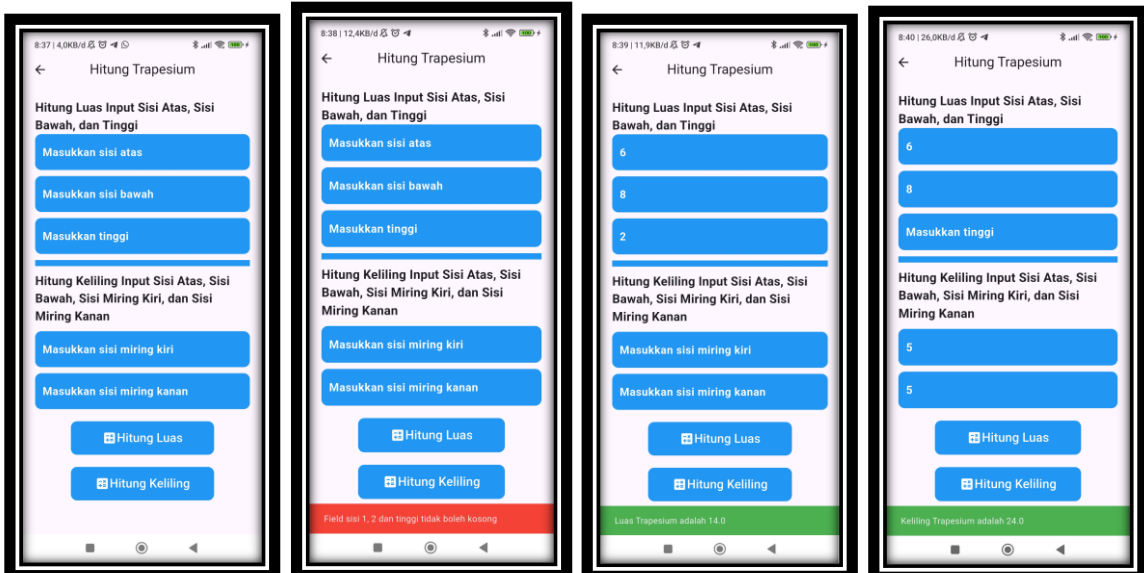 8:37 | 4,0KB/d
Hitung Trapesium
Hitung Luas Input Sisi Atas, Sisi
Bawah, dan Tinggi
Masukkan sisi atas
Masukkan sisi bawah
Masukkan tinggi
Hitung Keliling Input Sisi Atas, Sisi
Bawah, Sisi Miring Kiri, dan Sisi
Miring Kanan
Masukkan sisi miring kiri
Masukkan sisi miring kanan
Hitung Luas
Hitung Keliling
8:38 | 12,4KB/d
Hitung Trapesium
Hitung Luas Input Sisi Atas, Sisi
Bawah, dan Tinggi
Masukkan sisi atas
Masukkan sisi bawah
Masukkan tinggi
Hitung Keliling Input Sisi Atas, Sisi
Bawah, Sisi Miring Kiri, dan Sisi
Miring Kanan
Masukkan sisi miring kiri
Masukkan sisi miring kanan
Hitung Luas
Hitung Keliling
Field sisi 1, 2 dan tinggi tidak boleh kosong
8:39 | 11,9KB/d
Hitung Trapesium
Hitung Luas Input Sisi Atas, Sisi
Bawah, dan Tinggi
6
8
2
Hitung Keliling Input Sisi Atas, Sisi
Bawah, Sisi Miring Kiri, dan Sisi
Miring Kanan
Masukkan sisi miring kiri
Masukkan sisi miring kanan
Hitung Luas
Hitung Keliling
Luas Trapesium adalah 14.0
8:40 | 26,0KB/d
Hitung Trapesium
Hitung Luas Input Sisi Atas, Sisi
Bawah, dan Tinggi
6
8
Masukkan tinggi
Hitung Keliling Input Sisi Atas, Sisi
Bawah, Sisi Miring Kiri, dan Sisi
Miring Kanan
5
5
Hitung Luas
Hitung Keliling
Keliling Trapesium adalah 24.0